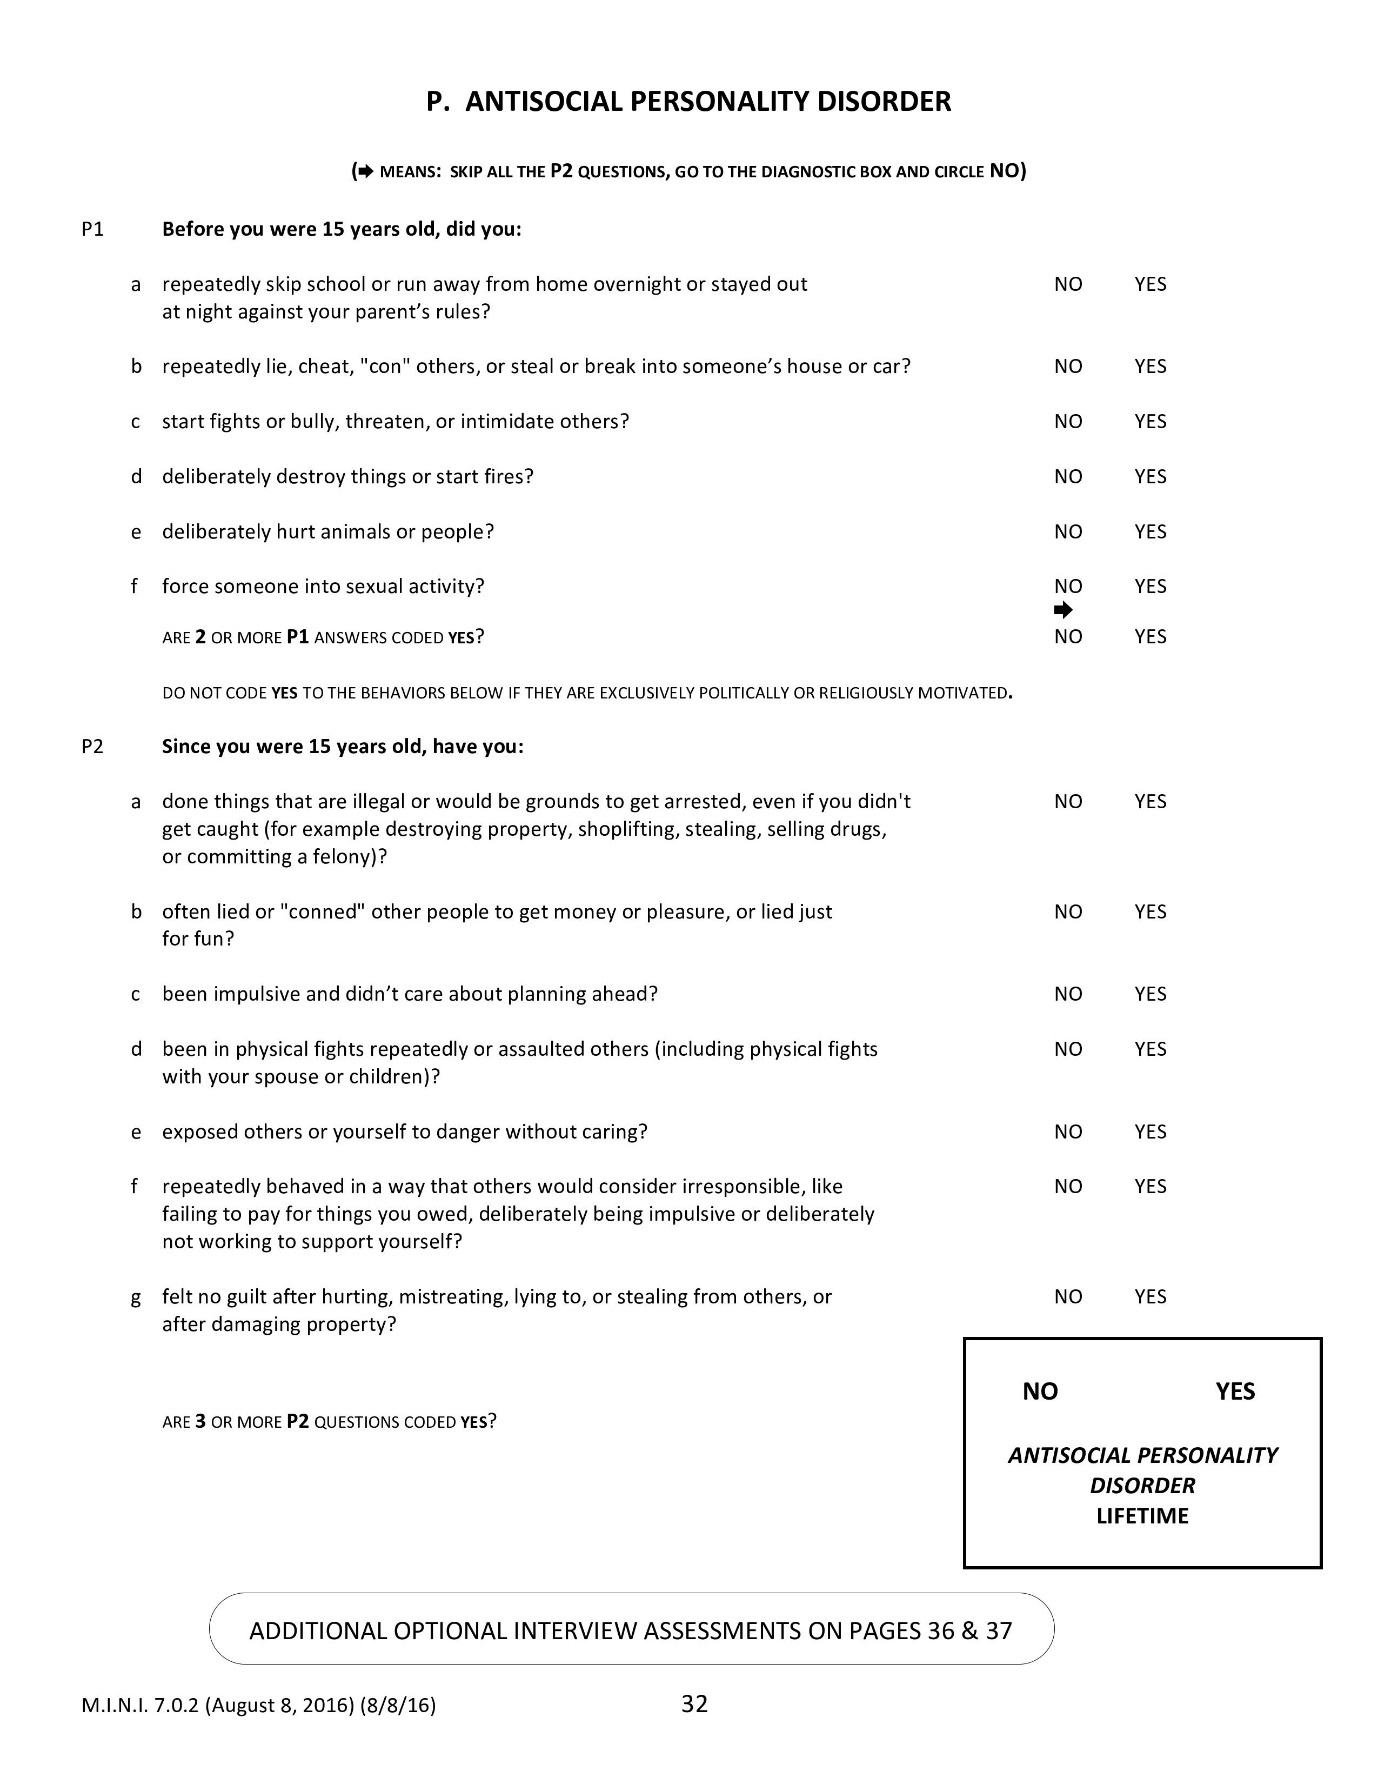 P. ANTISOCIAL PERSONALITY DISORDER
(➡ MEANS: SKIP ALL THE P2 QUESTIONS, GO TO THE DIAGNOSTIC BOX AND CIRCLE NO)
P1 Before you were 15 years old, did you:
a repeatedly skip school or run away from home overnight or stayed out NO YES
at night against your parent’s rules?
b repeatedly lie, cheat, "con" others, or steal or break into someone’s house or car? NO YES
c start fights or bully, threaten, or intimidate others? NO YES
d deliberately destroy things or start fires? NO YES
e deliberately hurt animals or people? NO YES
f force someone into sexual activity? NO YES
➡
ARE 2 OR MORE P1 ANSWERS CODED YES? NO YES
DO NOT CODE YES TO THE BEHAVIORS BELOW IF THEY ARE EXCLUSIVELY POLITICALLY OR RELIGIOUSLY MOTIVATED.
P2 Since you were 15 years old, have you:
a done things that are illegal or would be grounds to get arrested, even if you didn't NO YES
get caught (for example destroying property, shoplifting, stealing, selling drugs,
or committing a felony)?
b often lied or "conned" other people to get money or pleasure, or lied just NO YES
for fun?
c been impulsive and didn’t care about planning ahead? NO YES
d been in physical fights repeatedly or assaulted others (including physical fights NO YES
with your spouse or children)?
e exposed others or yourself to danger without caring? NO YES
f repeatedly behaved in a way that others would consider irresponsible, like NO YES
failing to pay for things you owed, deliberately being impulsive or deliberately
not working to support yourself?
g felt no guilt after hurting, mistreating, lying to, or stealing from others, or NO YES
after damaging property?
NO YES
ARE 3 OR MORE P2 QUESTIONS CODED YES?
ANTISOCIAL PERSONALITY
DISORDER
LIFETIME
ADDITIONAL OPTIONAL INTERVIEW ASSESSMENTS ON PAGES 36 & 37
M.I.N.I. 7.0.2 (August 8, 2016) (8/8/16) 32